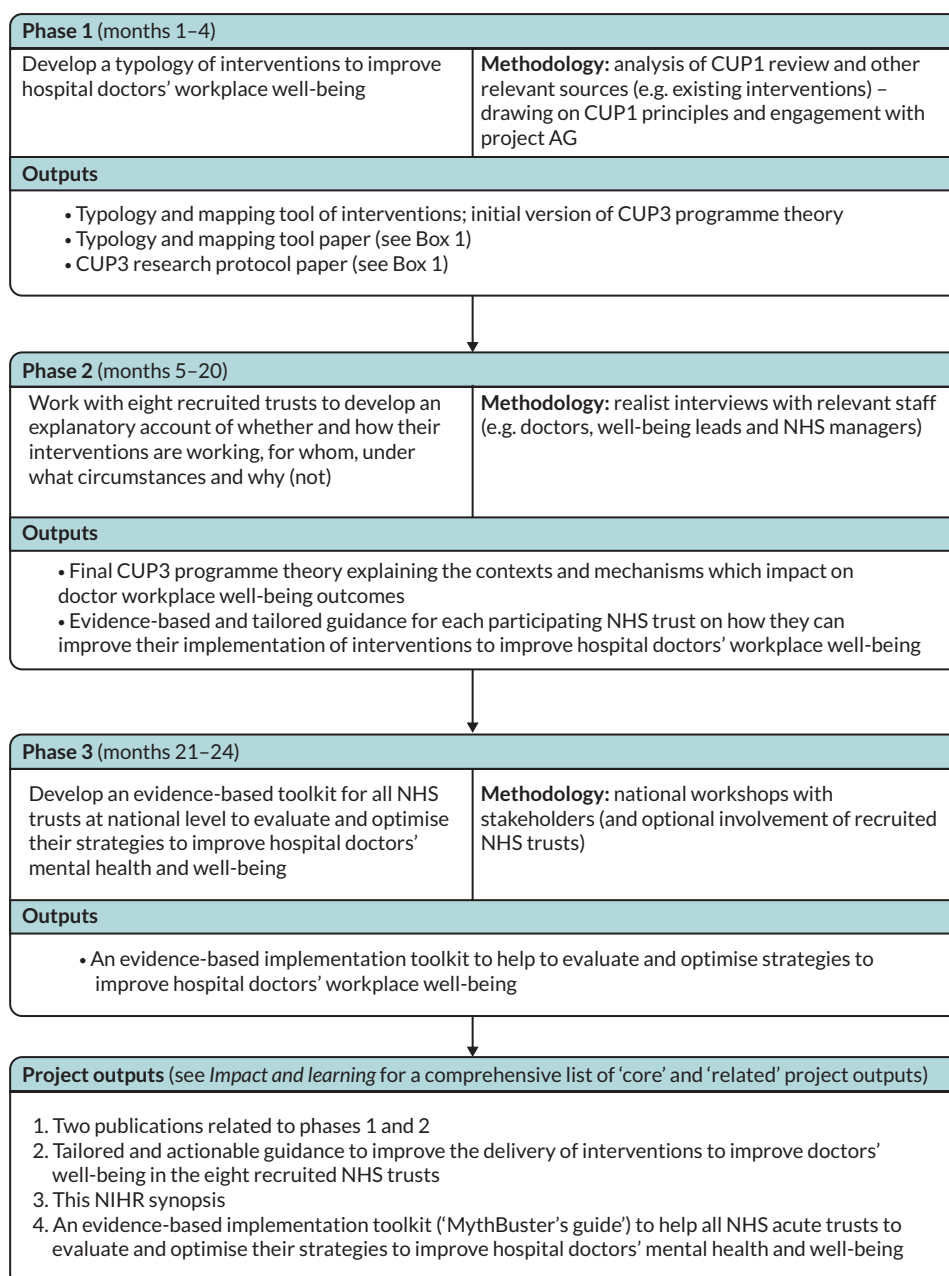 Phase 1 (months 1–4)
Develop a typology of interventions to improve
hospital doctors’ workplace well-being
Methodology: analysis of CUP1 review and other
relevant sources (e.g. existing interventions) –
drawing on CUP1 principles and engagement with
project AG
Outputs
• Typology and mapping tool of interventions; initial version of CUP3 programme theory
• Typology and mapping tool paper (see Box 1)
• CUP3 research protocol paper (see Box 1)
Phase 2 (months 5–20)
Work with eight recruited trusts to develop an
explanatory account of whether and how their
interventions are working, for whom, under
what circumstances and why (not)
Methodology: realist interviews with relevant staff
(e.g. doctors, well-being leads and NHS managers)
Outputs
• Final CUP3 programme theory explaining the contexts and mechanisms which impact on
doctor workplace well-being outcomes
• Evidence-based and tailored guidance for each participating NHS trust on how they can
improve their implementation of interventions to improve hospital doctors’ workplace well-being
Phase 3 (months 21–24)
Develop an evidence-based toolkit for all NHS
trusts at national level to evaluate and optimise
their strategies to improve hospital doctors’
mental health and well-being
Methodology: national workshops with
stakeholders (and optional involvement of recruited
NHS trusts)
Outputs
• An evidence-based implementation toolkit to help to evaluate and optimise strategies to
improve hospital doctors’ workplace well-being
Project outputs (see Impact and learning for a comprehensive list of ‘core’ and ‘related’ project outputs)
1. Two publications related to phases 1 and 2
2. Tailored and actionable guidance to improve the delivery of interventions to improve doctors’
well-being in the eight recruited NHS trusts
3. This NIHR synopsis
4. An evidence-based implementation toolkit (‘MythBuster’s guide’) to help all NHS acute trusts to
evaluate and optimise their strategies to improve hospital doctors’ mental health and well-being